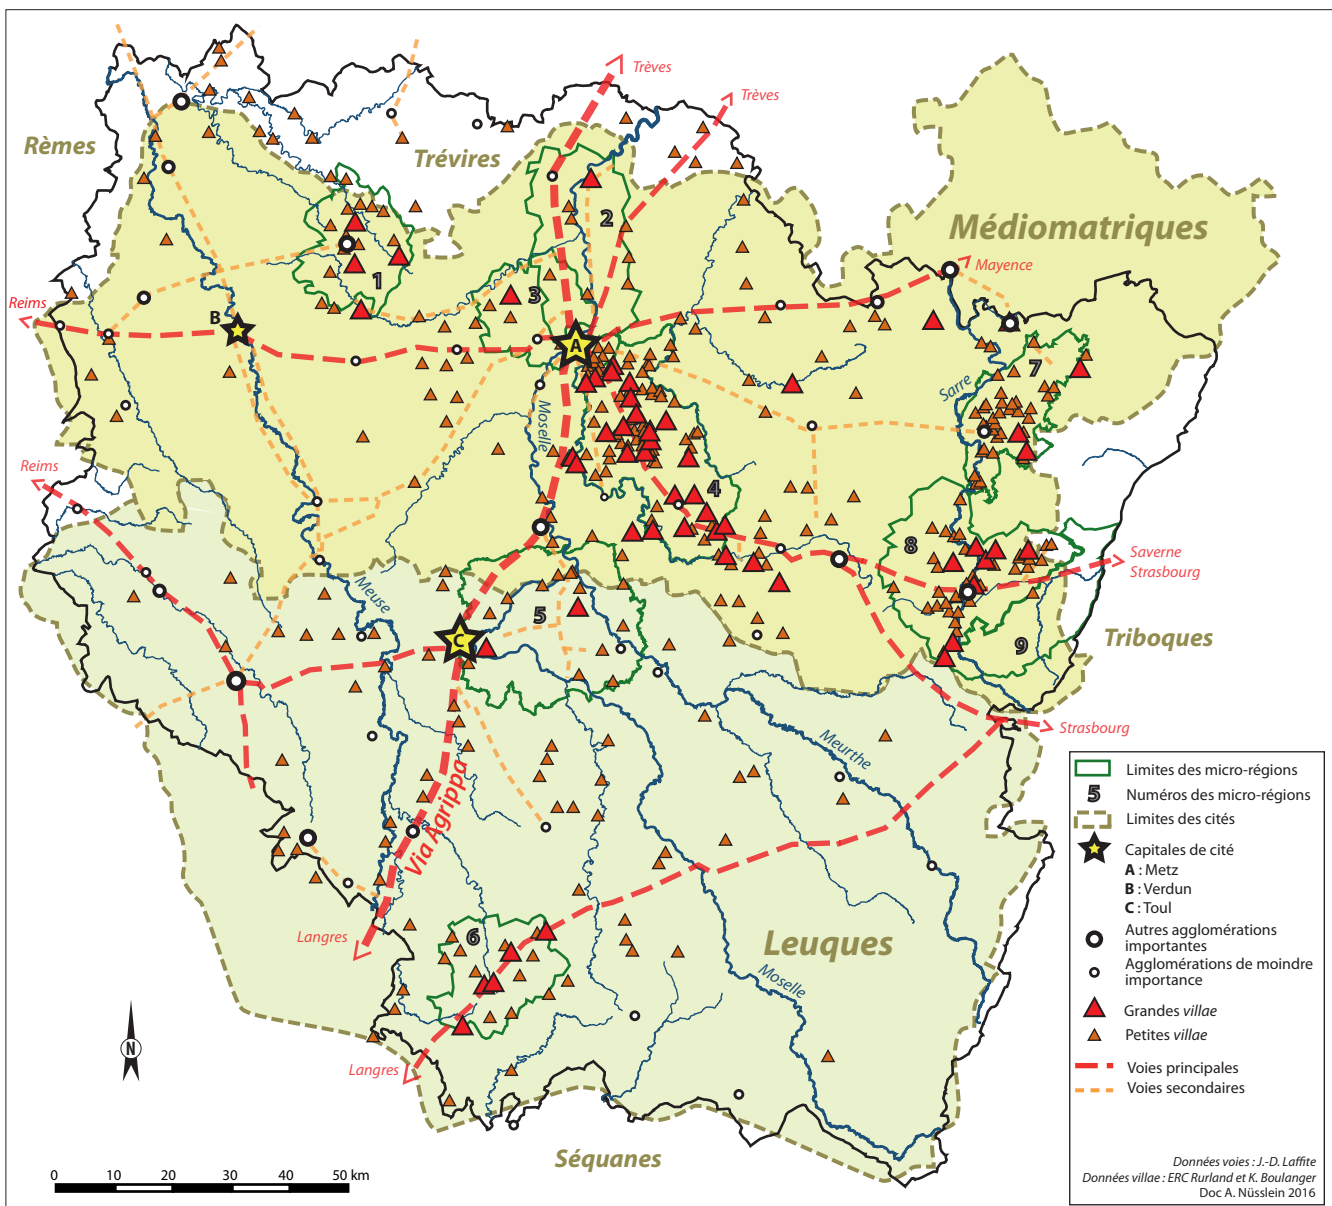 Trèves
Trèves
Rèmes
Trévires
Médiomatriques
2
1
3
Mayence
Reims
B
A
7
Sarre
Moselle
Reims
4
8
Saverne
Strasbourg
Meuse
5
C
9
Triboques
Strasbourg
Meurthe
Via Agrippa
Langres
6
Leuques
Moselle
N
Langres
Séquanes
0 10 20 30 40 50 km
Limites des micro-régions
5 Numéros des micro-régions
Limites des cités
Capitales de cité
A : Metz
B : Verdun
C : Toul
Autres agglomérations
importantes
Agglomérations de moindre
importance
Grandes villae
Petites villae
Voies principales
Voies secondaires
Données voies : J.-D. Laffite
Données villae : ERC Rurland et K. Boulanger
Doc A. Nüsslein 2016